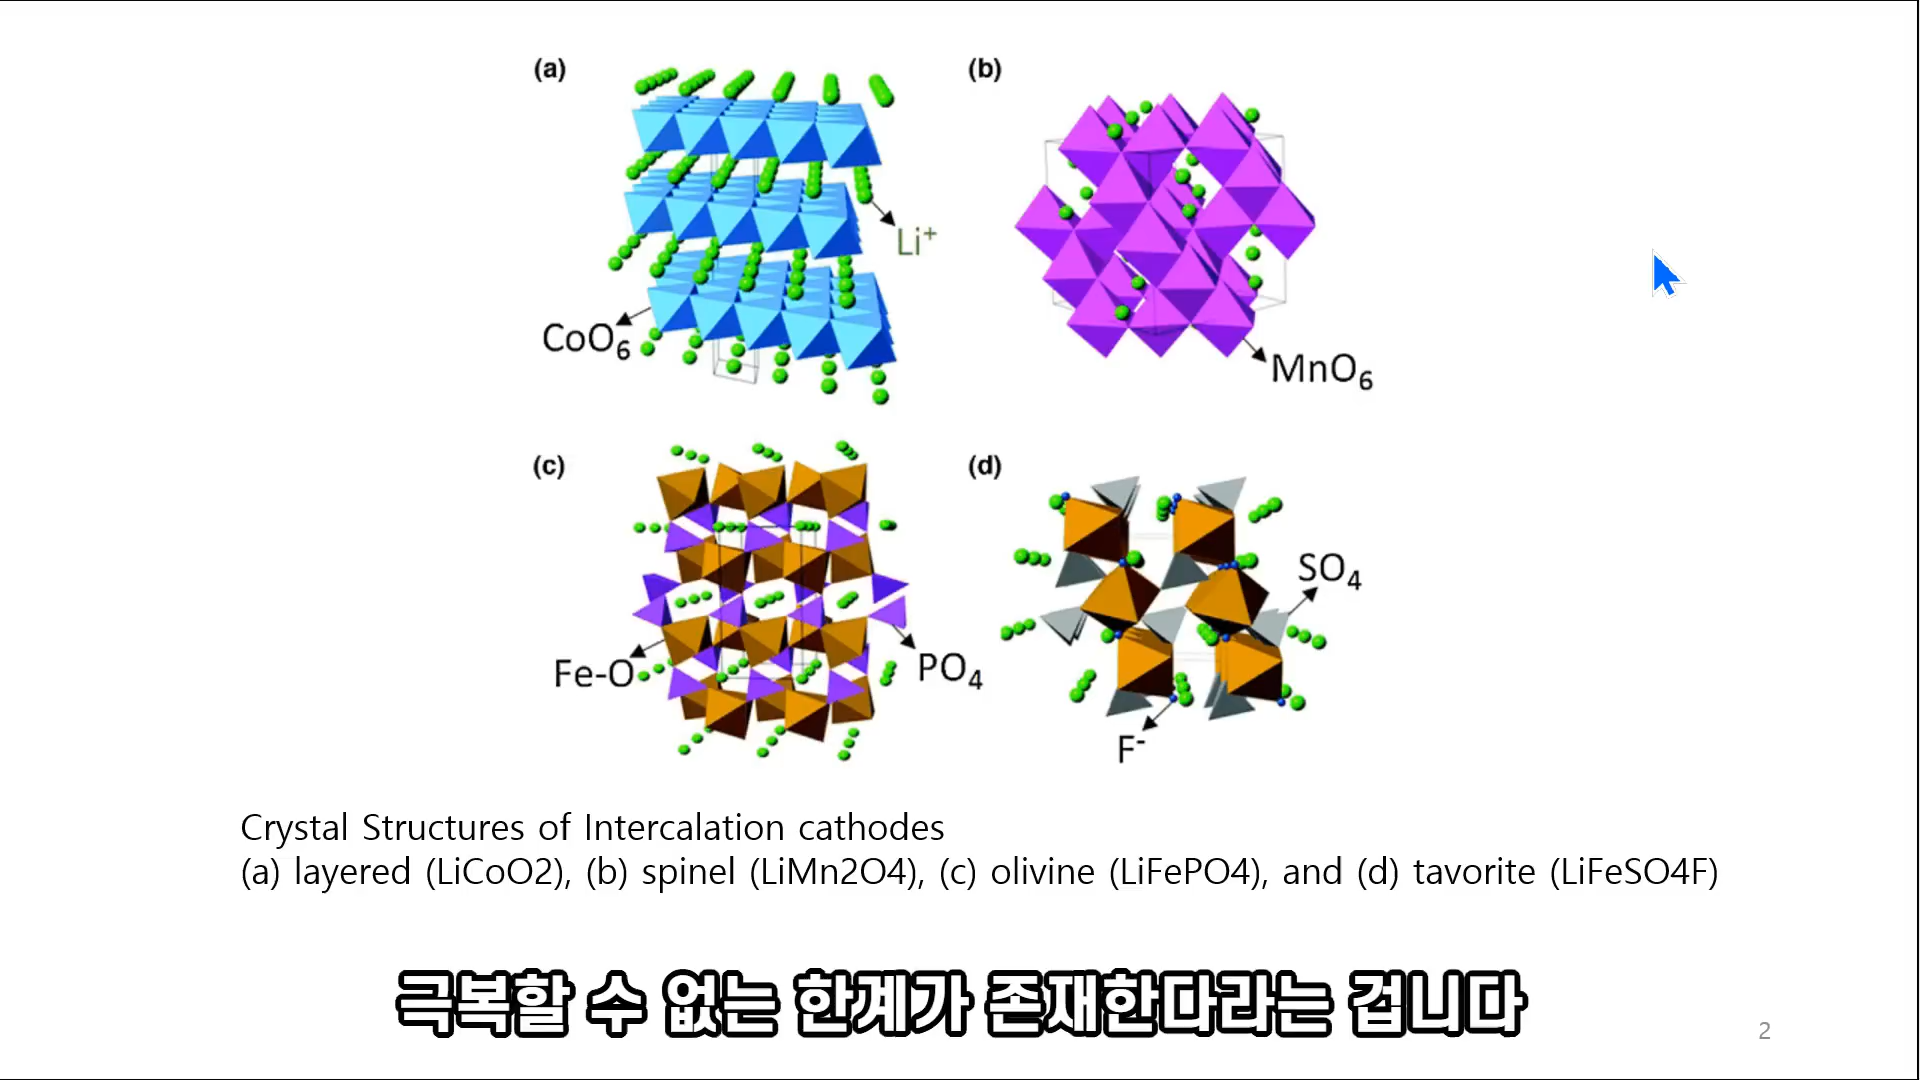 (a)
(b)
Li⁺
CoO₆
MnO₆
(c)
(d)
SO₄
Fe-O
PO₄
F⁻
Crystal Structures of Intercalation cathodes
(a) layered (LiCoO2), (b) spinel (LiMn2O4), (c) olivine (LiFePO4), and (d) tavorite (LiFeSO4F)
극복할 수 없는 한계가 존재한다라는 겁니다
2